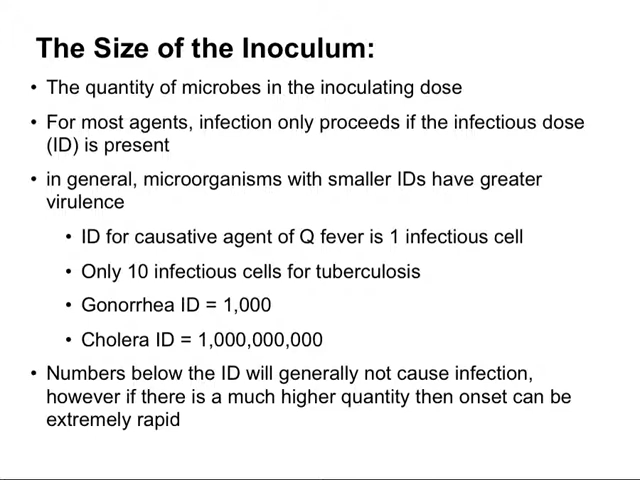 The Size of the Inoculum:
• The quantity of microbes in the inoculating dose
• For most agents, infection only proceeds if the infectious dose
(ID) is present
• in general, microorganisms with smaller IDs have greater
virulence
• ID for causative agent of Q fever is 1 infectious cell
• Only 10 infectious cells for tuberculosis
• Gonorrhea ID = 1,000
• Cholera ID = 1,000,000,000
• Numbers below the ID will generally not cause infection,
however if there is a much higher quantity then onset can be
extremely rapid